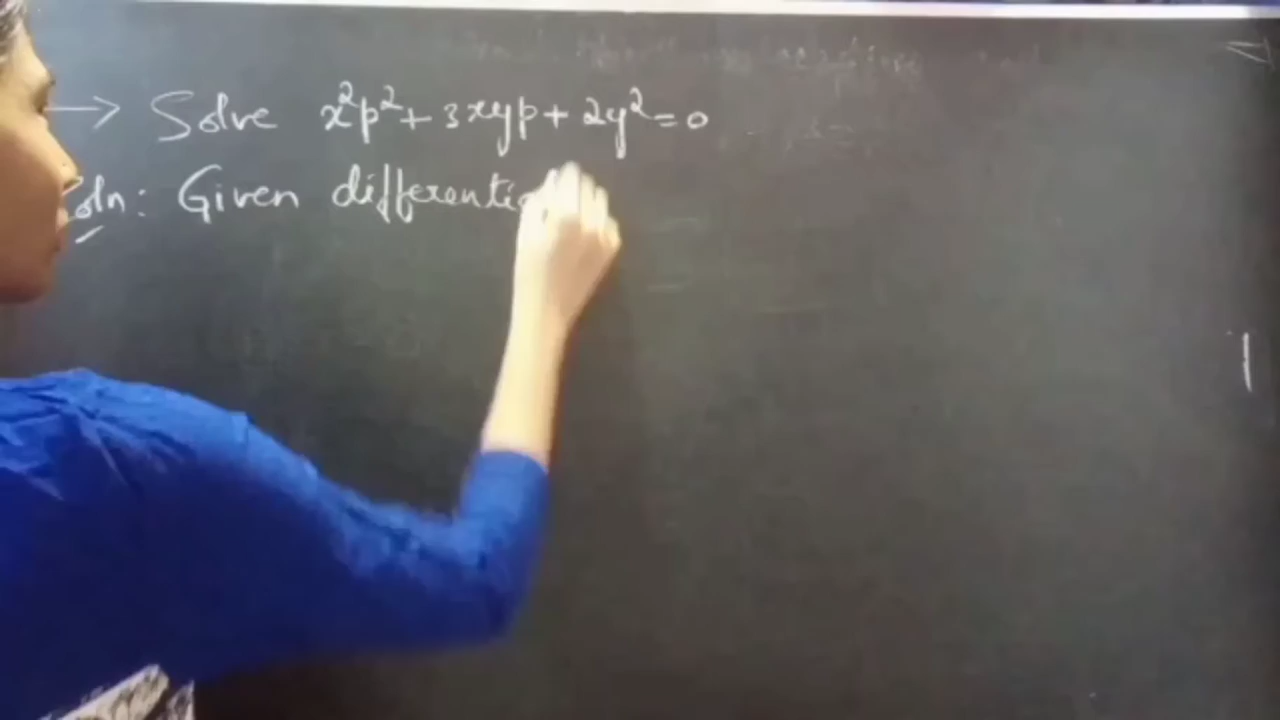 → Solve x²p² + 3xyp + 2y² = 0
Soln: Given differenti